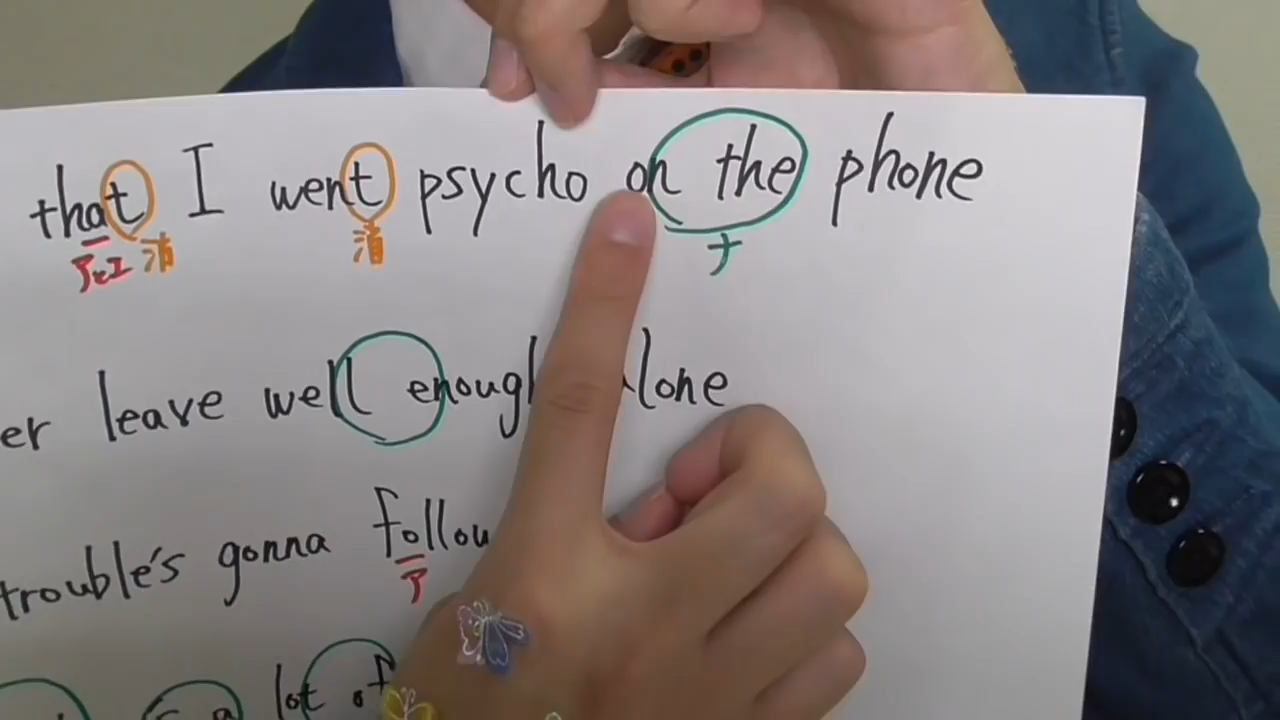 that I went psycho on the phone
アとエ 消 消 ナ
er leave well enough alone
trouble's gonna follow
ア
lot of